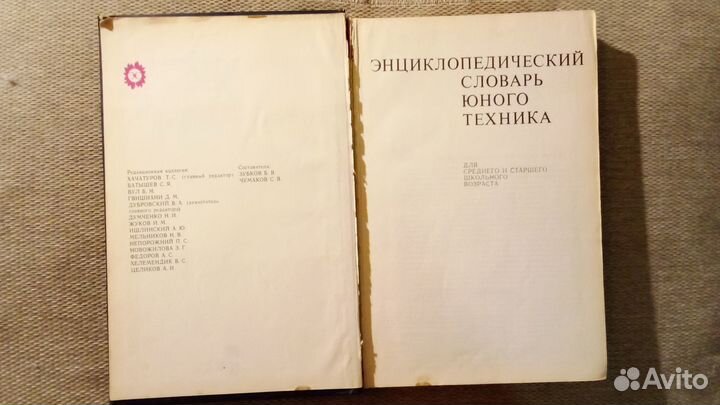 Редакционная коллегия:
ХАЧАТУРОВ Т. С. (главный редактор)
БАТЫШЕВ С. Я.
ВУЛ Б. М.
ГВИШИАНИ Д. М.
ДУБРОВСКИЙ В. А. (заместитель
главного редактора)
ДУМЧЕНКО Н. И.
ЖУКОВ И. М.
ИШЛИНСКИЙ А. Ю.
МЕЛЬНИКОВ Н. В.
НЕПОРОЖНИЙ П. С.
НОВОЖИЛОВА З. Г.
ФЕДОРОВ А. С.
ХЕЛЕМЕНДИК В. С.
ЦЕЛИКОВ А. И.
Составители:
ЗУБКОВ Б. В.
ЧУМАКОВ С. В.
ЭНЦИКЛОПЕДИЧЕСКИЙ
СЛОВАРЬ
ЮНОГО
ТЕХНИКА
ДЛЯ
СРЕДНЕГО И СТАРШЕГО
ШКОЛЬНОГО
ВОЗРАСТА
Avito